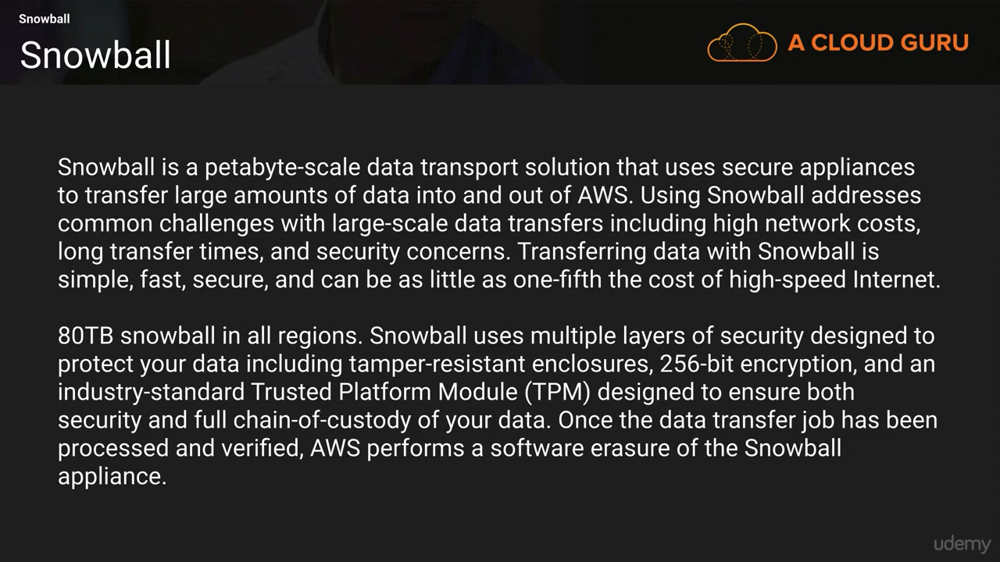 Snowball
Snowball
A CLOUD GURU
Snowball is a petabyte-scale data transport solution that uses secure appliances
to transfer large amounts of data into and out of AWS. Using Snowball addresses
common challenges with large-scale data transfers including high network costs,
long transfer times, and security concerns. Transferring data with Snowball is
simple, fast, secure, and can be as little as one-fifth the cost of high-speed Internet.
80TB snowball in all regions. Snowball uses multiple layers of security designed to
protect your data including tamper-resistant enclosures, 256-bit encryption, and an
industry-standard Trusted Platform Module (TPM) designed to ensure both
security and full chain-of-custody of your data. Once the data transfer job has been
processed and verified, AWS performs a software erasure of the Snowball
appliance.
udemy